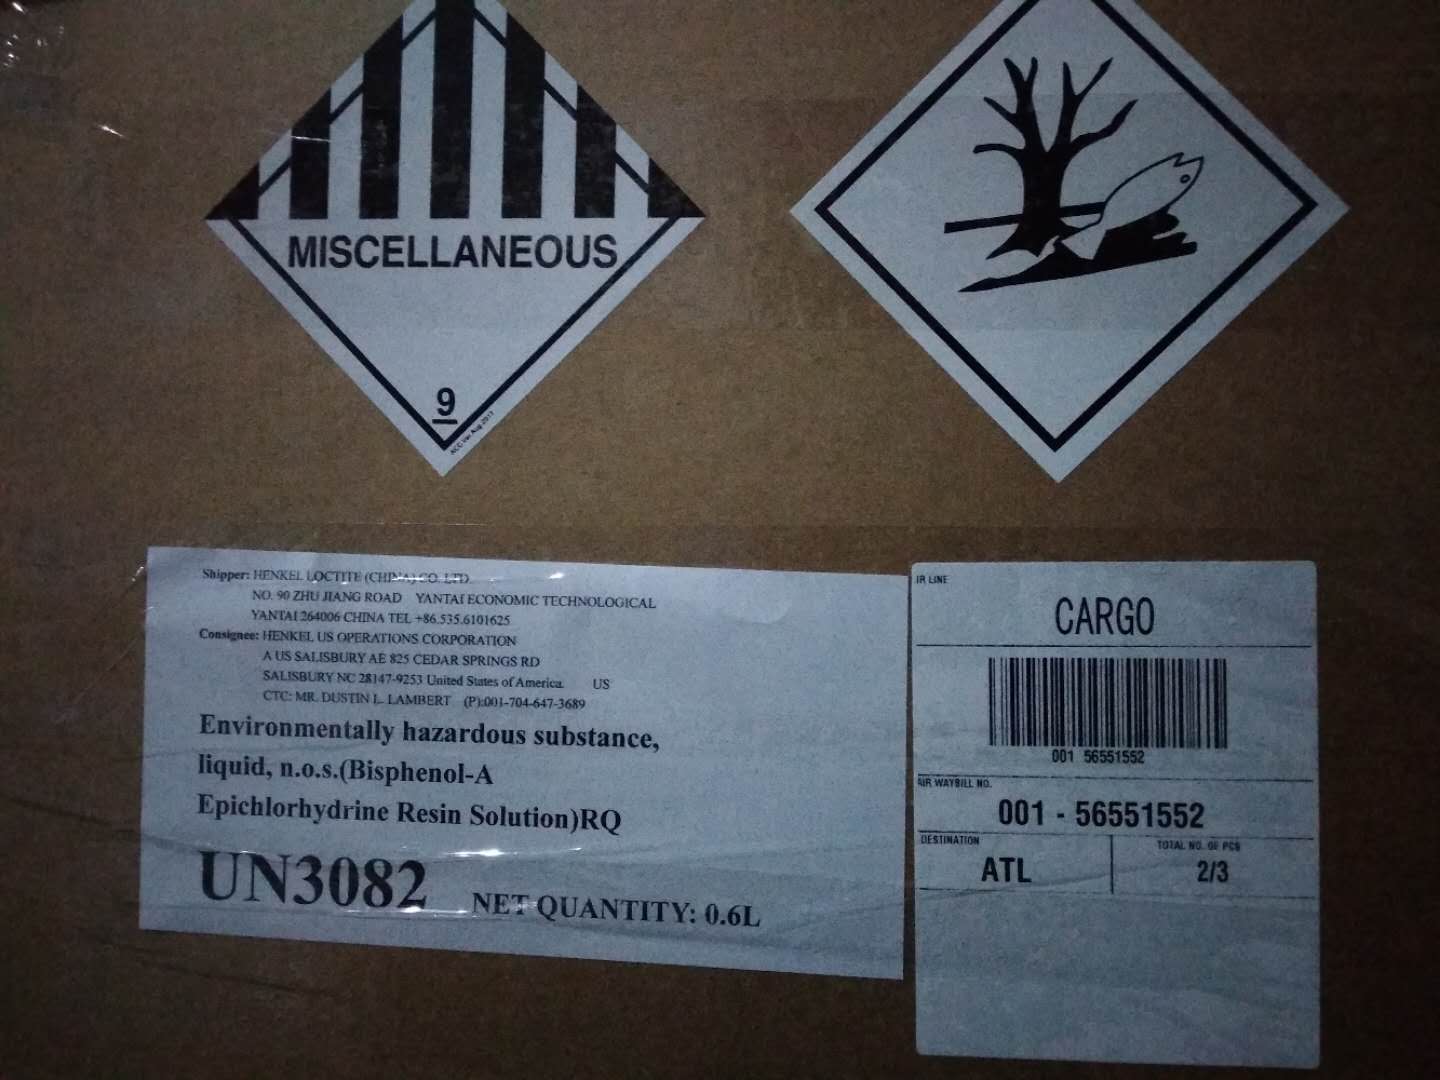 MISCELLANEOUS
9
Shipper: HENKEL LOCTITE (CHINA) CO. LTD.
NO. 90 ZHU JIANG ROAD YANTAI ECONOMIC TECHNOLOGICAL
YANTAI 264006 CHINA TEL +86.535.6101625
Consignee: HENKEL US OPERATIONS CORPORATION
A US SALISBURY AE 825 CEDAR SPRINGS RD
SALISBURY NC 28147-9253 United States of America. US
CTC: MR. DUSTIN L. LAMBERT (P):001-704-647-3689
Environmentally hazardous substance,
liquid, n.o.s.(Bisphenol-A
Epichlorhydrine Resin Solution)RQ
UN3082 NET QUANTITY: 0.6L
IR LINE
CARGO
001 56551552
AIR WAYBILL NO.
001 - 56551552
DESTINATION
TOTAL NO. OF PCS
ATL
2/3